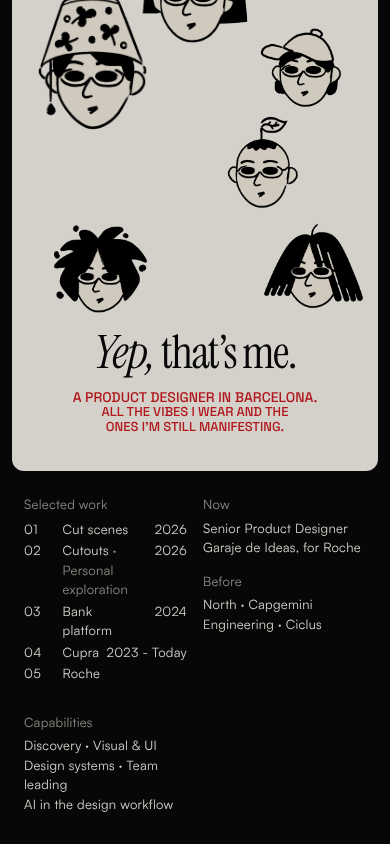 Yep, that's me.
A PRODUCT DESIGNER IN BARCELONA.
ALL THE VIBES I WEAR AND THE
ONES I'M STILL MANIFESTING.
Selected work
01 Cut scenes 2026
02 Cutouts · 2026
Personal
exploration
03 Bank 2024
platform
04 Cupra 2023 - Today
05 Roche
Now
Senior Product Designer
Garaje de Ideas, for Roche
Before
North · Capgemini
Engineering · Ciclus
Capabilities
Discovery · Visual & UI
Design systems · Team
leading
AI in the design workflow